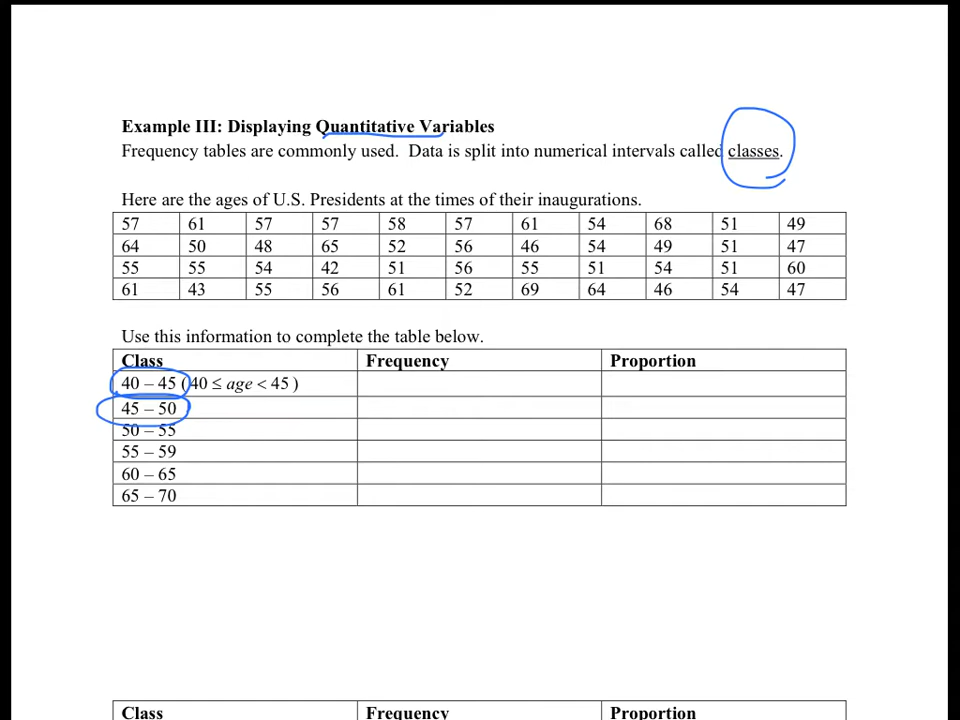 Example III: Displaying Quantitative Variables
Frequency tables are commonly used. Data is split into numerical intervals called classes.
Here are the ages of U.S. Presidents at the times of their inaugurations.
57 61 57 57 58 57 61 54 68 51 49
64 50 48 65 52 56 46 54 49 51 47
55 55 54 42 51 56 55 51 54 51 60
61 43 55 56 61 52 69 64 46 54 47
Use this information to complete the table below.
Class Frequency Proportion
40 – 45 (40 ≤ age < 45 )
45 – 50
50 – 55
55 – 59
60 – 65
65 – 70
Class Frequency Proportion